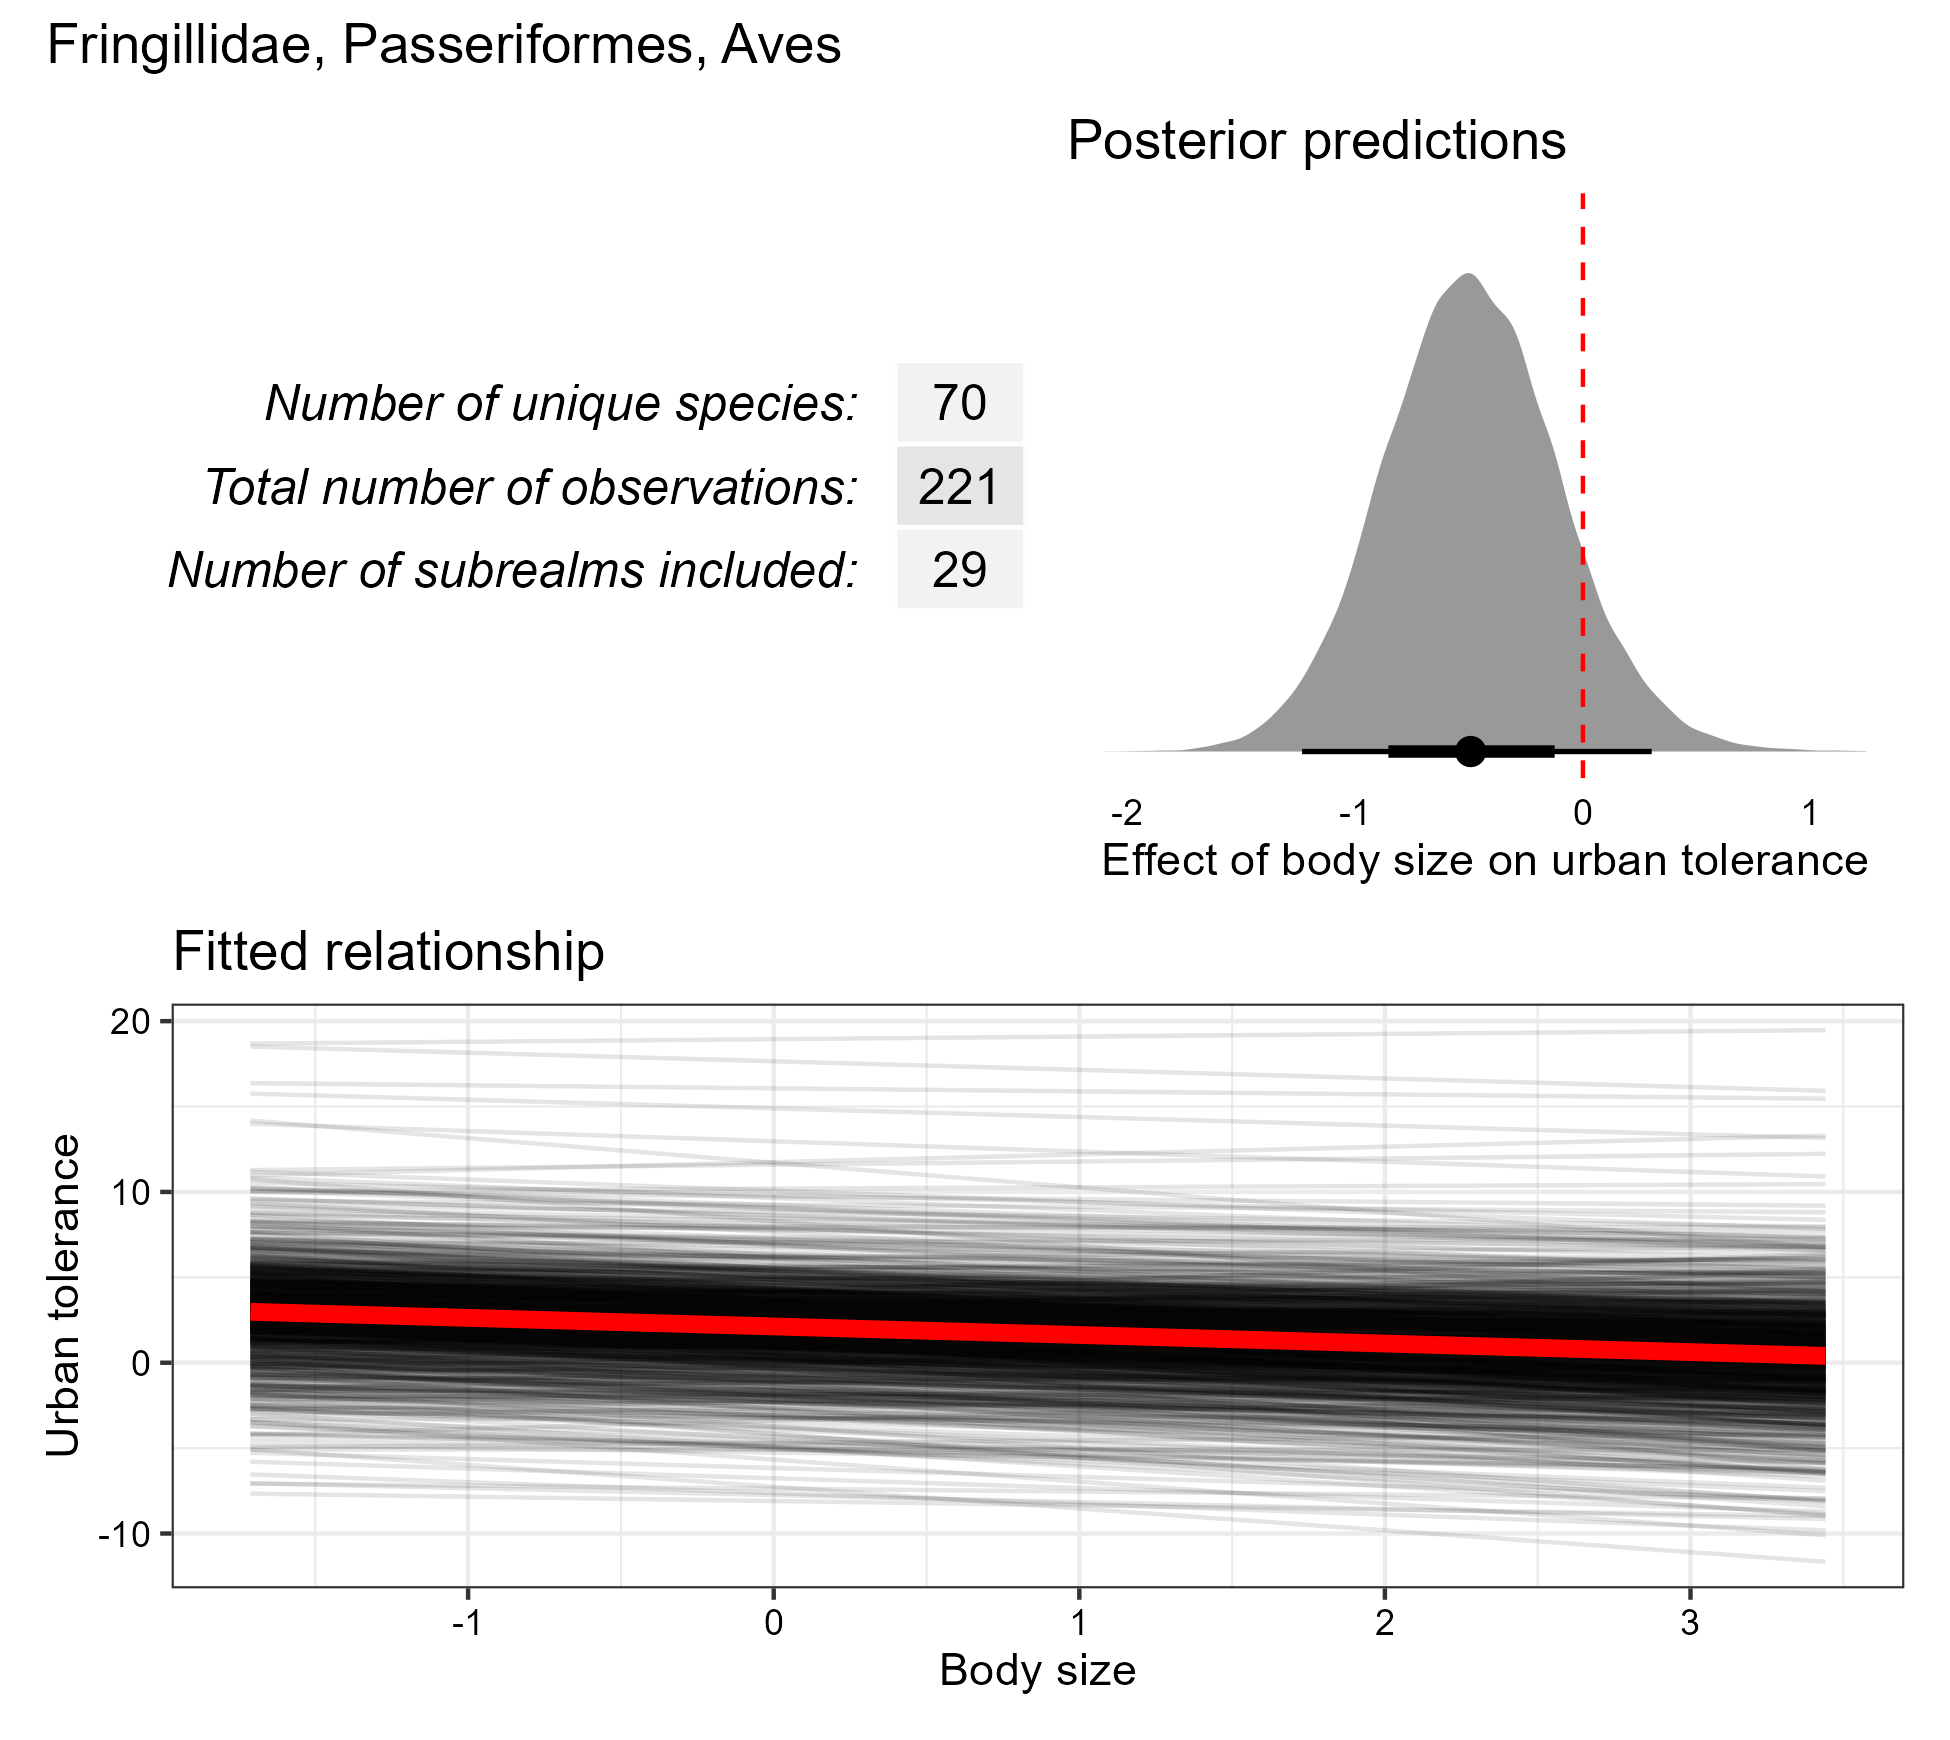 Fringillidae, Passeriformes, Aves
Posterior predictions
Number of unique species: 70
Total number of observations: 221
Number of subrealms included: 29
-2 -1 0 1
Effect of body size on urban tolerance
Fitted relationship
Urban tolerance
20
10
0
-10
-1 0 1 2 3
Body size